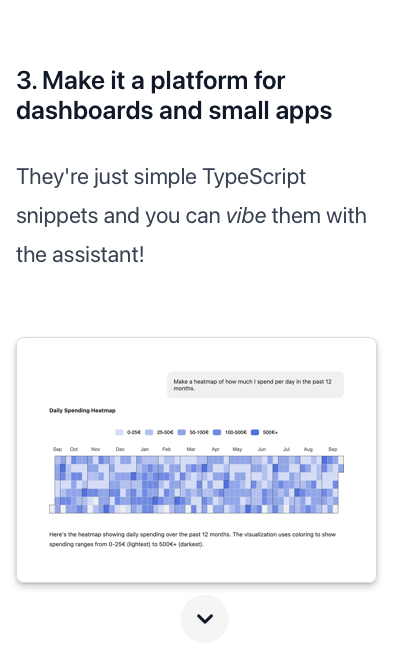 3. Make it a platform for
dashboards and small apps
They're just simple TypeScript
snippets and you can vibe them with
the assistant!
Make a heatmap of how much I spend per day in the past 12
months.
Daily Spending Heatmap
0-25€ 25-50€ 50-100€ 100-500€ 500€+
Sep Oct Nov Dec Jan Feb Mar Apr May Jun Jul Aug Sep
Here's the heatmap showing daily spending over the past 12 months. The visualization uses coloring to show
spending ranges from 0-25€ (lightest) to 500€+ (darkest).